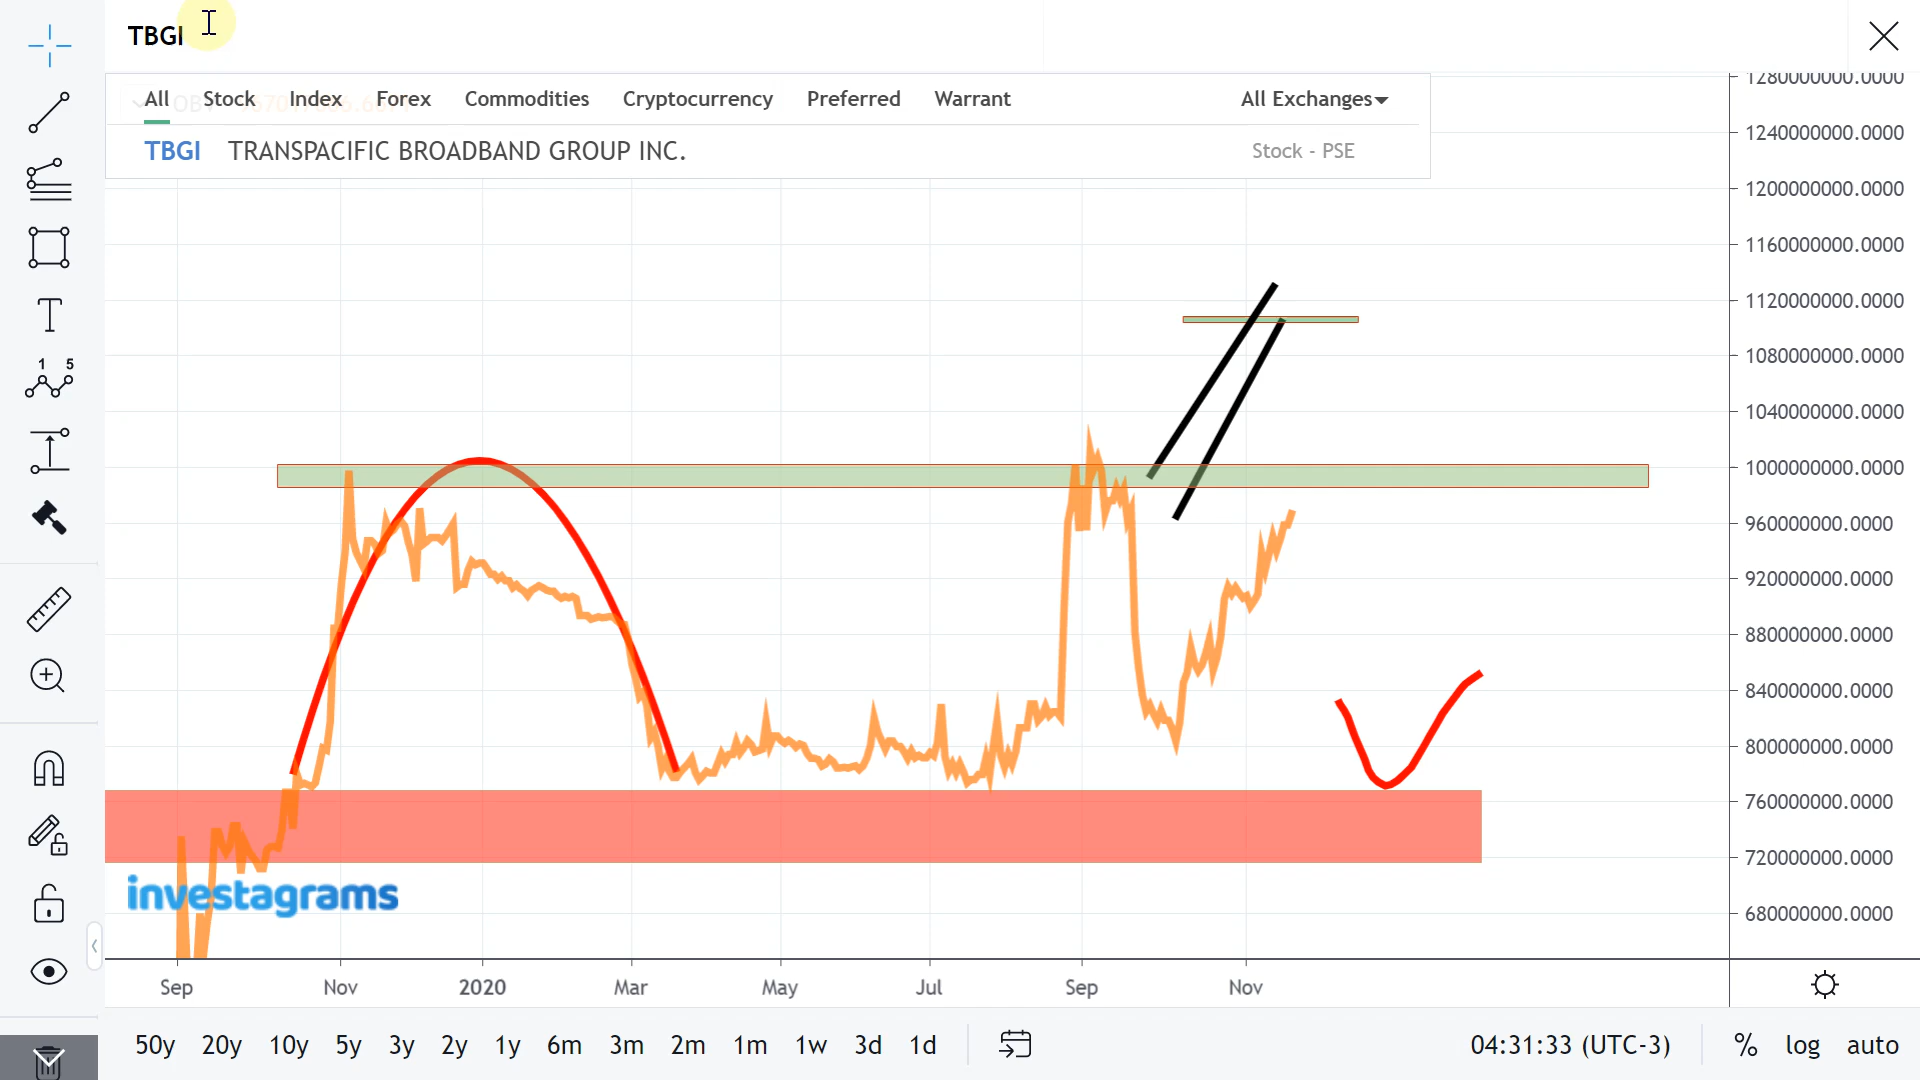 TBGI
All Stock Index Forex Commodities Cryptocurrency Preferred Warrant All Exchanges
TBGI TRANSPACIFIC BROADBAND GROUP INC. Stock - PSE
1280000000.0000
1240000000.0000
1200000000.0000
1160000000.0000
1120000000.0000
1080000000.0000
1040000000.0000
1000000000.0000
960000000.0000
920000000.0000
880000000.0000
840000000.0000
800000000.0000
760000000.0000
720000000.0000
680000000.0000
T
1 5
investagrams
Sep Nov 2020 Mar May Jul Sep Nov
50y 20y 10y 5y 3y 2y 1y 6m 3m 2m 1m 1w 3d 1d 04:31:33 (UTC-3) % log auto